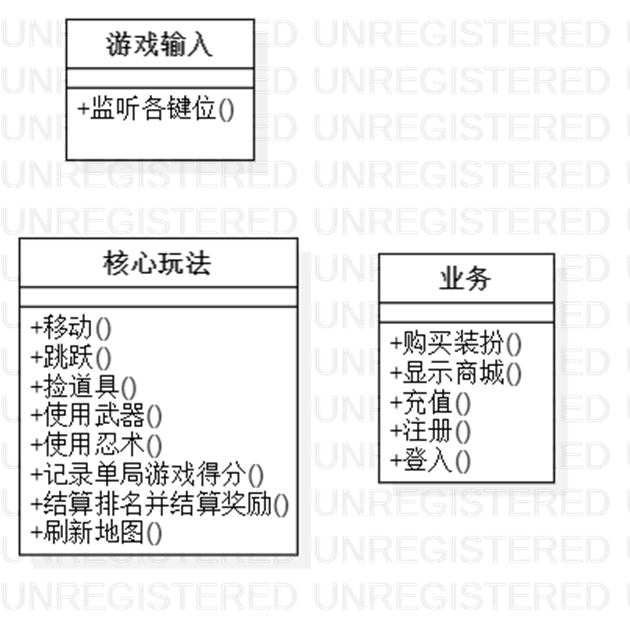 游戏输入
+监听各键位()
核心玩法
+移动()
+跳跃()
+捡道具()
+使用武器()
+使用忍术()
+记录单局游戏得分()
+结算排名并结算奖励()
+刷新地图()
业务
+购买装扮()
+显示商城()
+充值()
+注册()
+登入()
UNREGISTERED